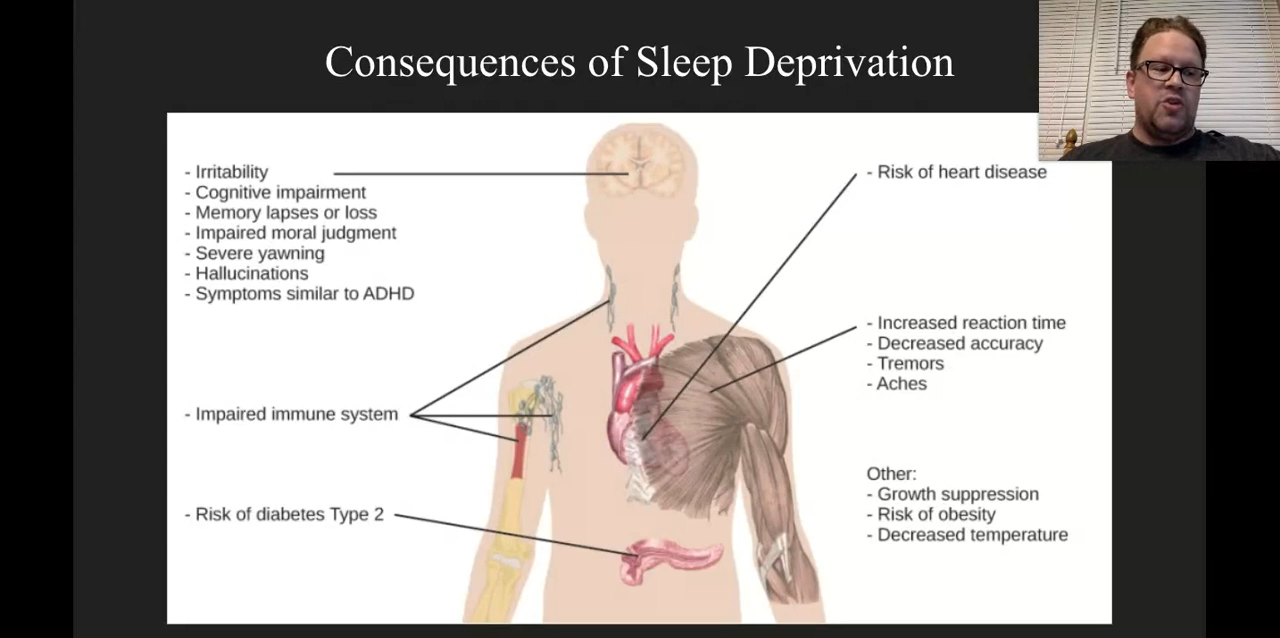 Consequences of Sleep Deprivation
- Irritability
- Cognitive impairment
- Memory lapses or loss
- Impaired moral judgment
- Severe yawning
- Hallucinations
- Symptoms similar to ADHD
- Impaired immune system
- Risk of diabetes Type 2
- Risk of heart disease
- Increased reaction time
- Decreased accuracy
- Tremors
- Aches
Other:
- Growth suppression
- Risk of obesity
- Decreased temperature